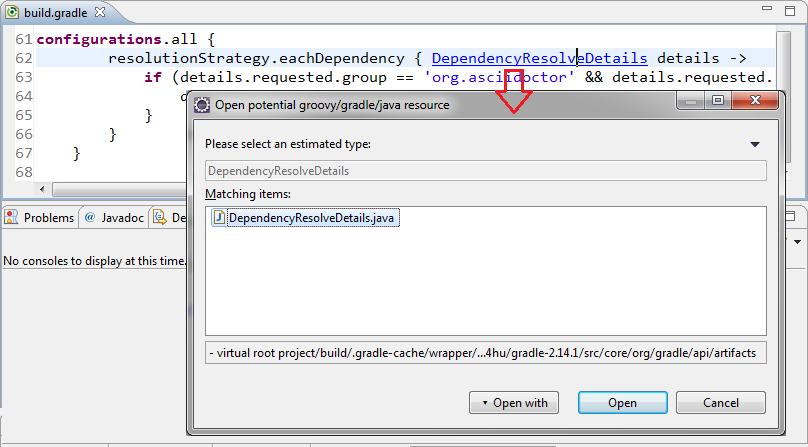 build.gradle
61 configurations.all {
62 resolutionStrategy.eachDependency { DependencyResolveDetails details ->
63 if (details.requested.group == 'org.asciidoctor' && details.requested.
64
65 }
66 }
67 }
68
Open potential groovy/gradle/java resource
Please select an estimated type:
DependencyResolveDetails
Matching items:
DependencyResolveDetails.java
Problems @ Javadoc De
No consoles to display at this time.
- virtual root project/build/.gradle-cache/wrapper/...4hu/gradle-2.14.1/src/core/org/gradle/api/artifacts
Open with Open Cancel